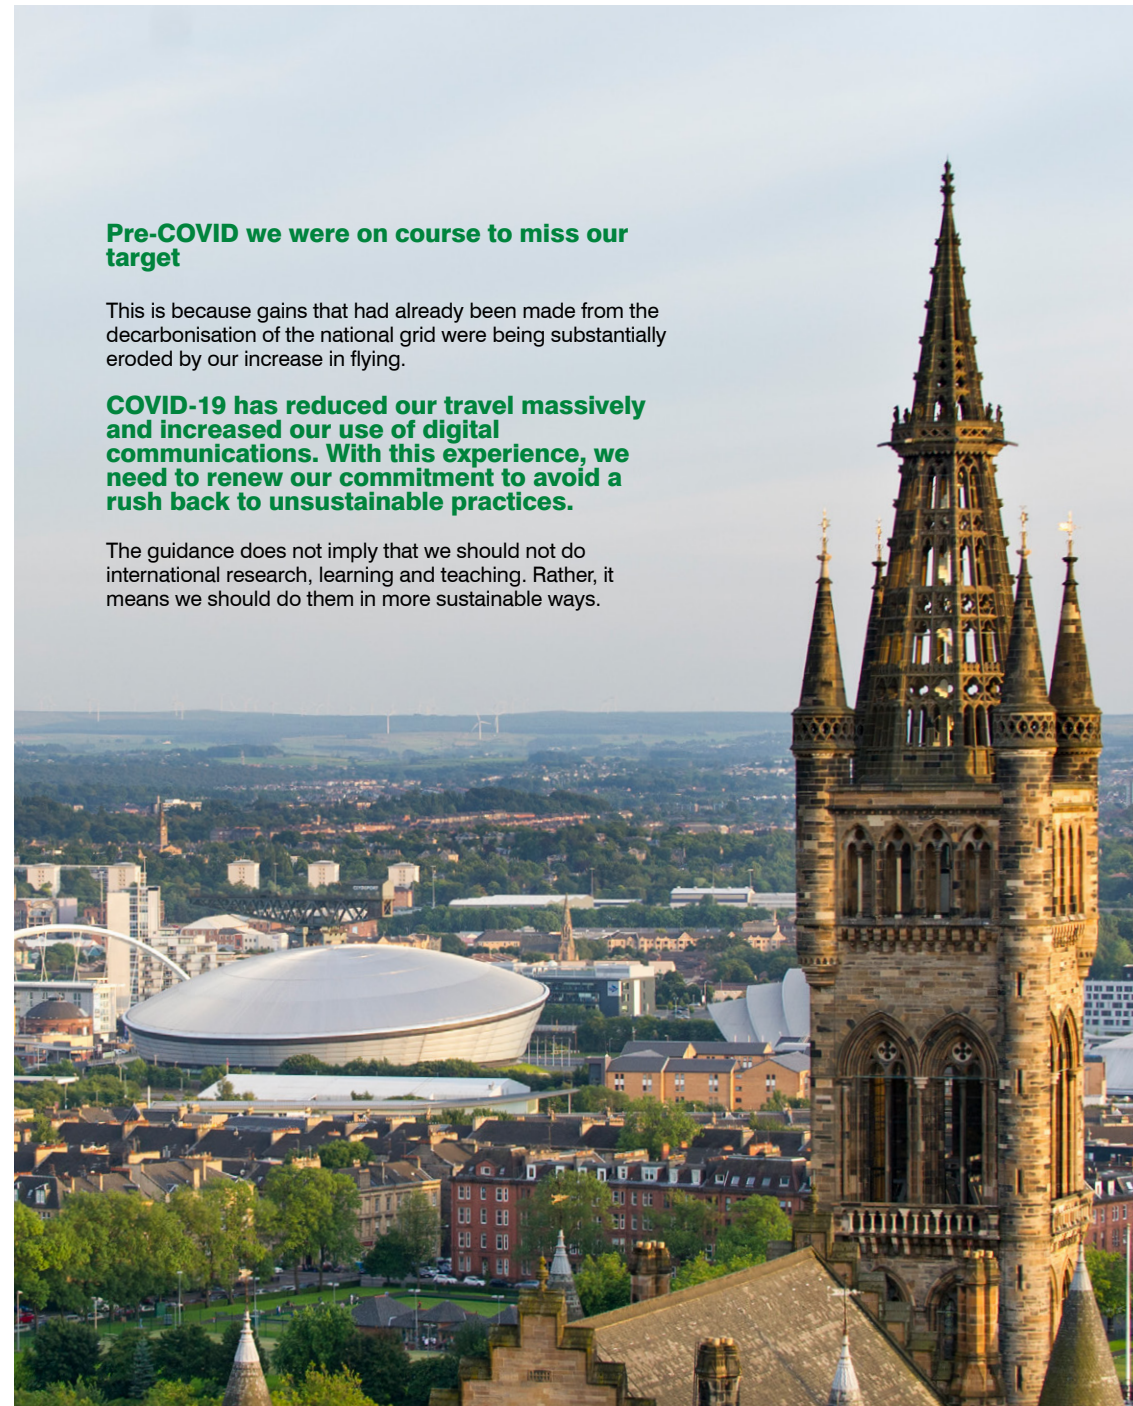 Pre-COVID we were on course to miss our
target
This is because gains that had already been made from the
decarbonisation of the national grid were being substantially
eroded by our increase in flying.
COVID-19 has reduced our travel massively
and increased our use of digital
communications. With this experience, we
need to renew our commitment to avoid a
rush back to unsustainable practices.
The guidance does not imply that we should not do
international research, learning and teaching. Rather, it
means we should do them in more sustainable ways.